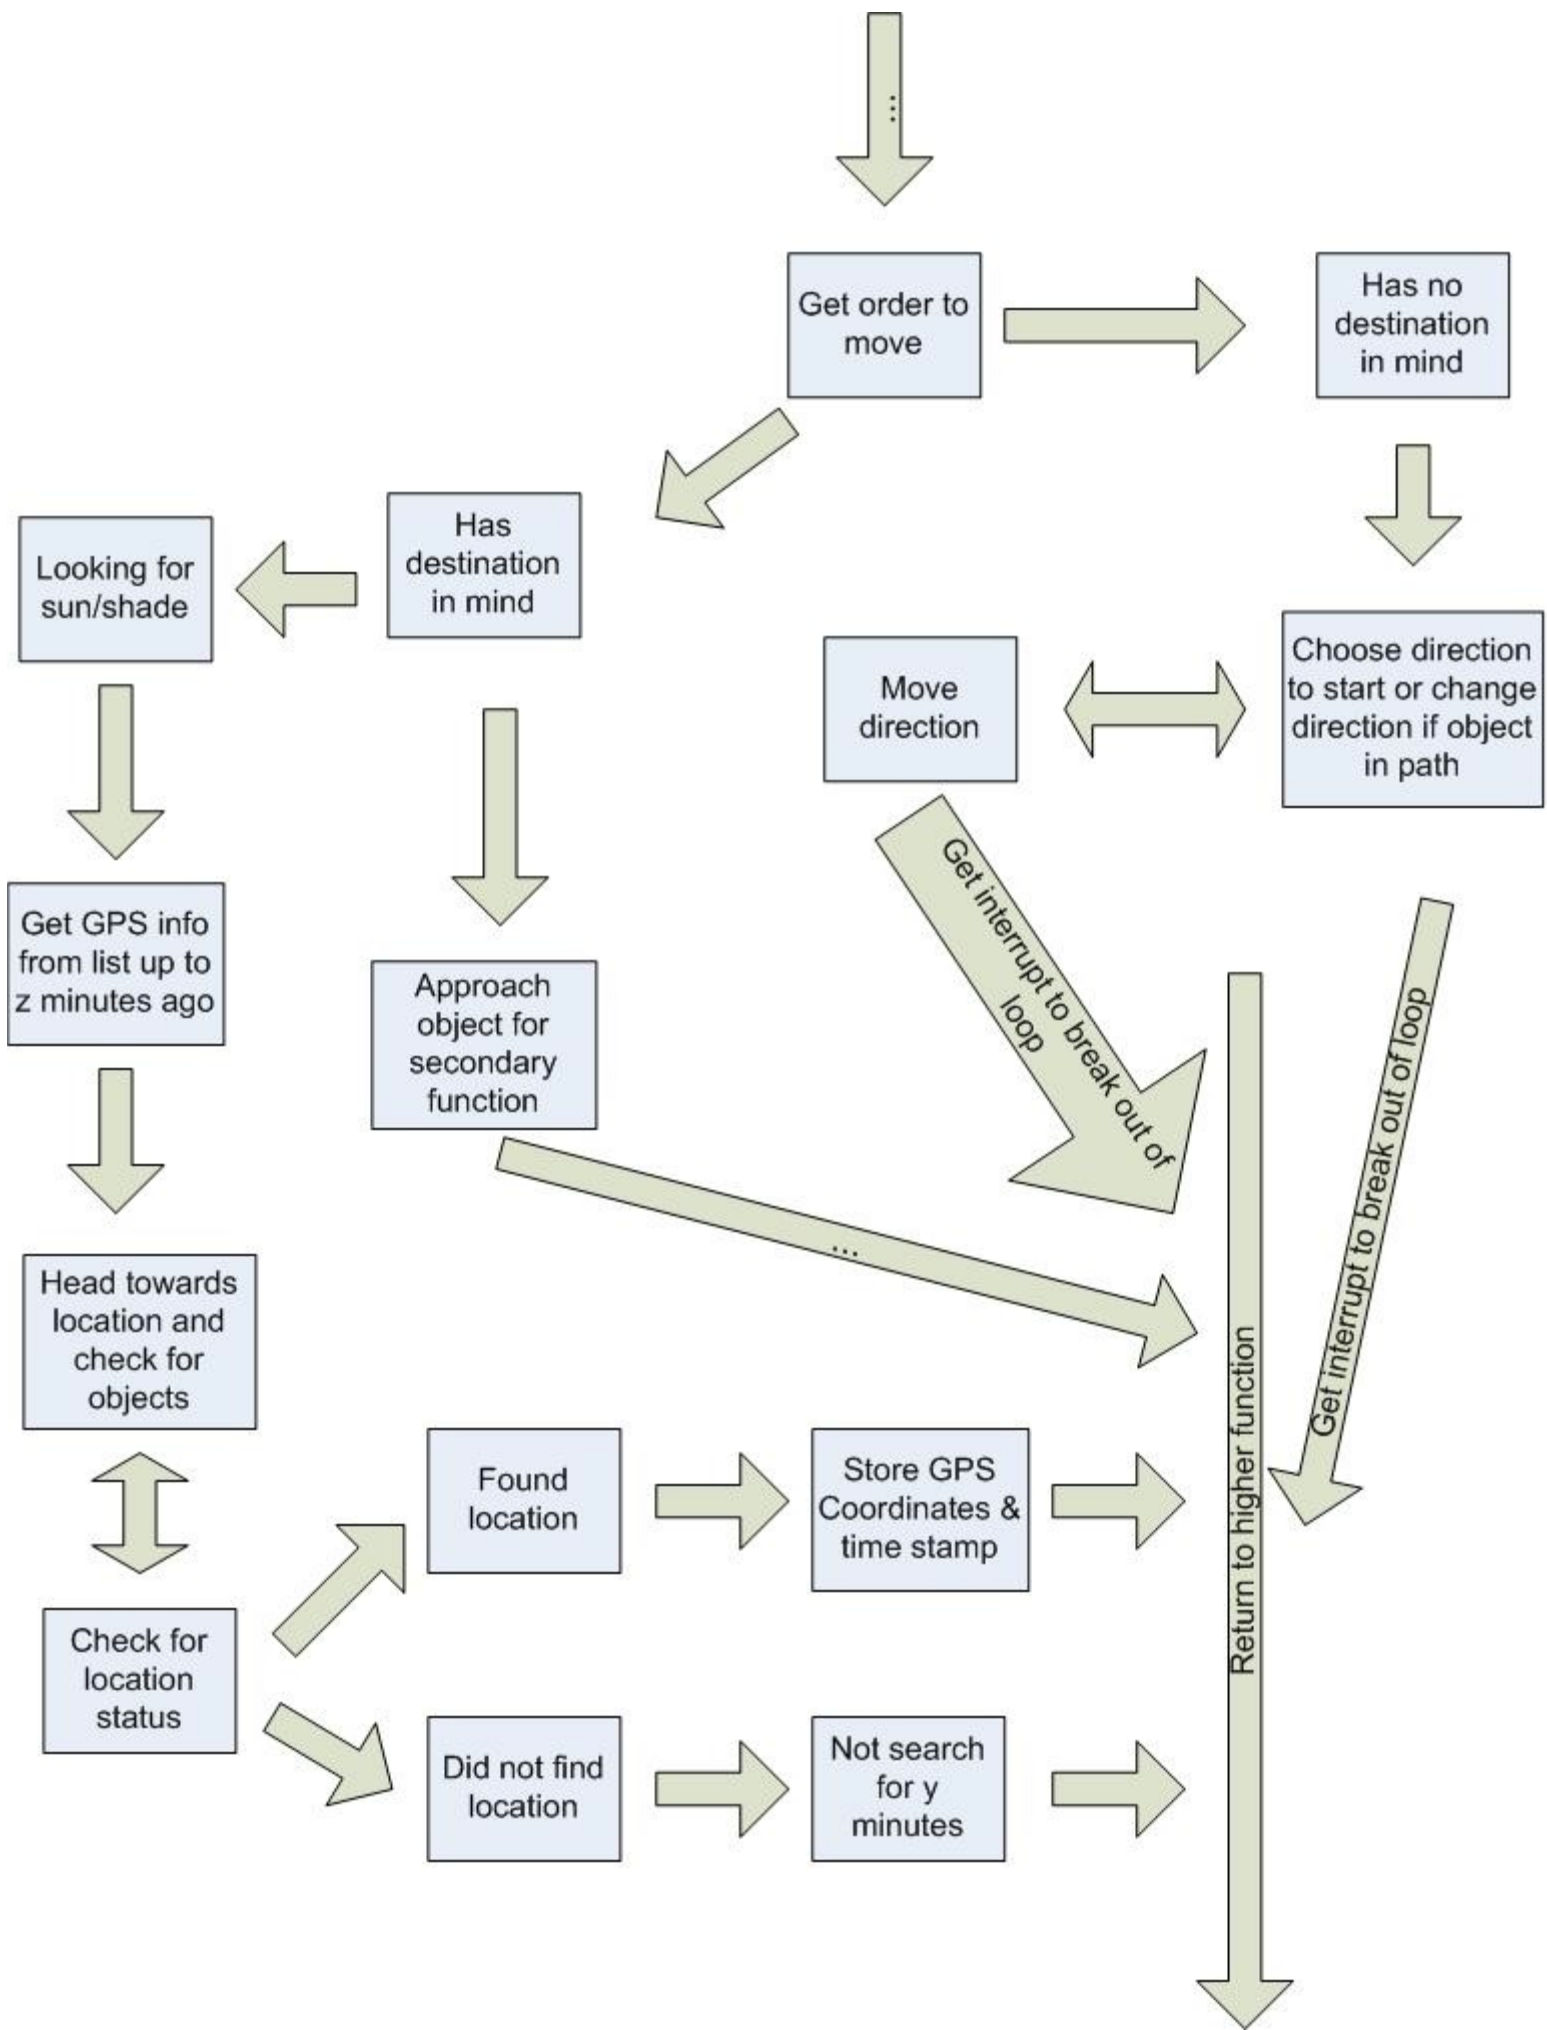 ...
Get order to
move
Has no
destination
in mind
Has
destination
in mind
Looking for
sun/shade
Move
direction
Choose direction
to start or change
direction if object
in path
Get GPS info
from list up to
z minutes ago
Approach
object for
secondary
function
Get interrupt to break out of
loop
Get interrupt to break out of loop
...
Head towards
location and
check for
objects
Return to higher function
Found
location
Store GPS
Coordinates &
time stamp
Check for
location
status
Did not find
location
Not search
for y
minutes